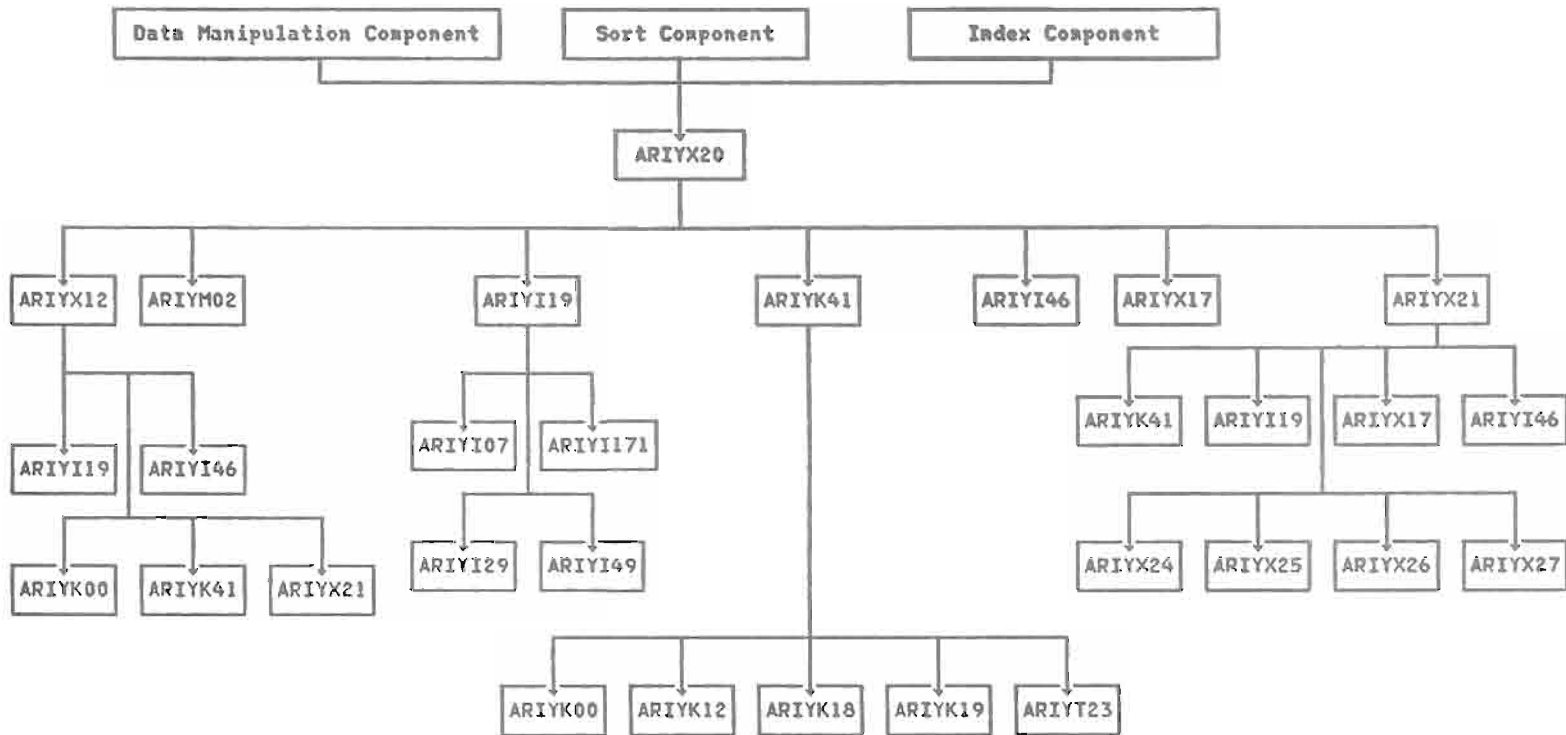 Data Manipulation Component
Sort Component
Index Component
ARIYX20
ARIYX12
ARIYM02
ARIYI19
ARIYK41
ARIYI46
ARIYX17
ARIYX21
ARIYI07
ARIYI171
ARIYK41
ARIYI19
ARIYX17
ARIYI46
ARIYI19
ARIYI46
ARIYI29
ARIYI49
ARIYX24
ARIYX25
ARIYX26
ARIYX27
ARIYK00
ARIYK41
ARIYX21
ARIYK00
ARIYK12
ARIYK18
ARIYK19
ARIYT23